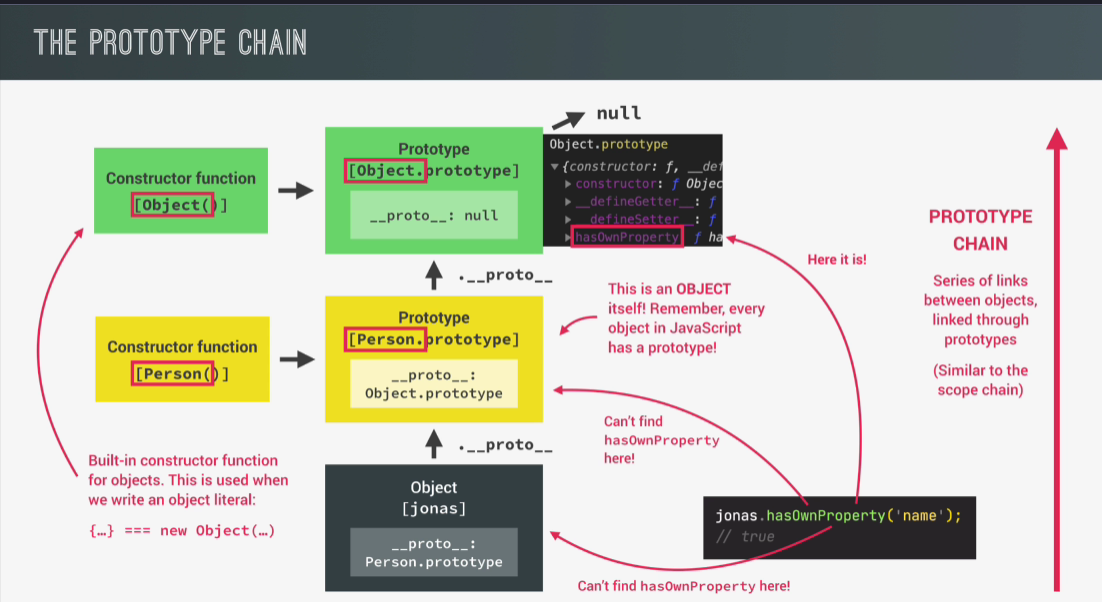 THE PROTOTYPE CHAIN
null
Constructor function
[Object()]
Prototype
[Object.prototype]
__proto__: null
Object.prototype
{constructor: ƒ, __def
constructor: ƒ Objec
__defineGetter__: ƒ
__defineSetter__: ƒ
hasOwnProperty ƒ ha
Here it is!
PROTOTYPE
CHAIN
Series of links
between objects,
linked through
prototypes
(Similar to the
scope chain)
.__proto__
This is an OBJECT
itself! Remember, every
object in JavaScript
has a prototype!
Constructor function
[Person()]
Prototype
[Person.prototype]
__proto__:
Object.prototype
Can't find
hasOwnProperty
here!
.__proto__
Built-in constructor function
for objects. This is used when
we write an object literal:
{…} === new Object(…)
Object
[jonas]
__proto__:
Person.prototype
jonas.hasOwnProperty('name');
// true
Can't find hasOwnProperty here!